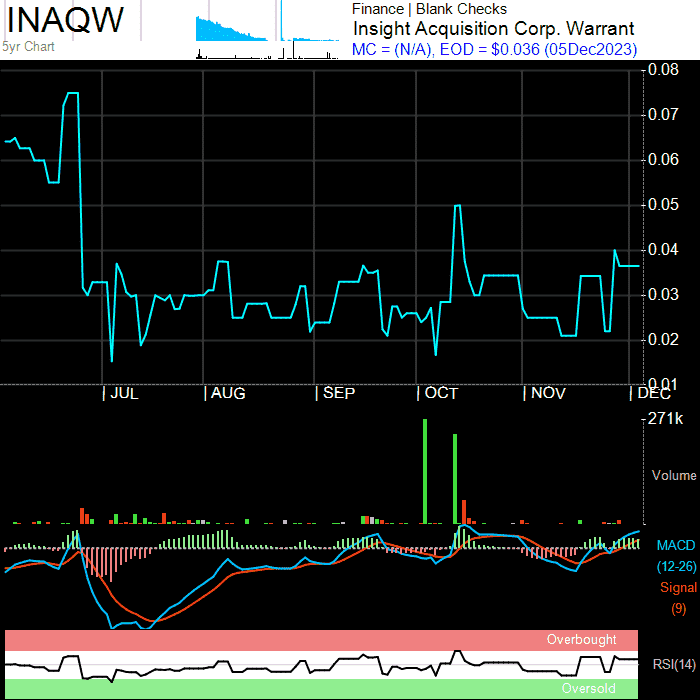 INAQW
5yr Chart
Finance | Blank Checks
Insight Acquisition Corp. Warrant
MC = (N/A), EOD = $0.036 (05Dec2023)
0.08
0.07
0.06
0.05
0.04
0.03
0.02
0.01
| JUL | AUG | SEP | OCT | NOV | DEC
271k
Volume
MACD
(12-26)
Signal
(9)
Overbought
RSI(14)
Oversold